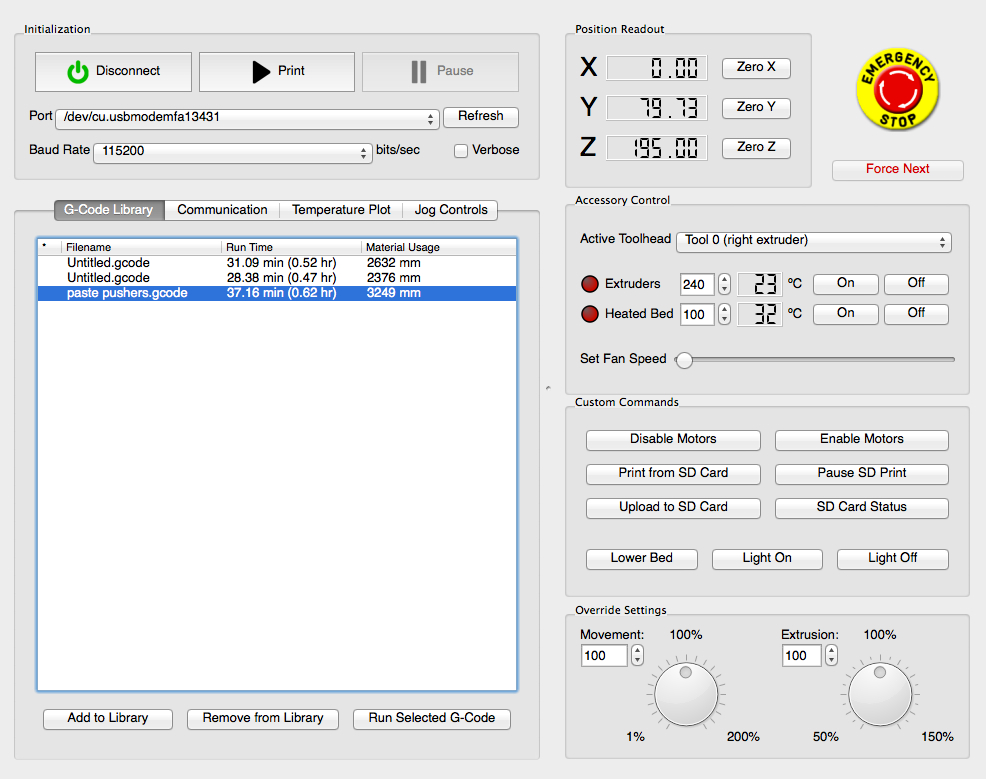 Initialization
Disconnect
Print
Pause
Port /dev/cu.usbmodemfa13431 Refresh
Baud Rate 115200 bits/sec Verbose
G-Code Library Communication Temperature Plot Jog Controls
* Filename Run Time Material Usage
Untitled.gcode 31.09 min (0.52 hr) 2632 mm
Untitled.gcode 28.38 min (0.47 hr) 2376 mm
paste pushers.gcode 37.16 min (0.62 hr) 3249 mm
Add to Library Remove from Library Run Selected G-Code
Position Readout
X 0.00 Zero X
Y 79.73 Zero Y
Z 195.00 Zero Z
EMERGENCY
STOP
Force Next
Accessory Control
Active Toolhead Tool 0 (right extruder)
Extruders 240 23 ºC On Off
Heated Bed 100 32 ºC On Off
Set Fan Speed
Custom Commands
Disable Motors Enable Motors
Print from SD Card Pause SD Print
Upload to SD Card SD Card Status
Lower Bed Light On Light Off
Override Settings
Movement: 100% Extrusion: 100%
100 100
1% 200% 50% 150%